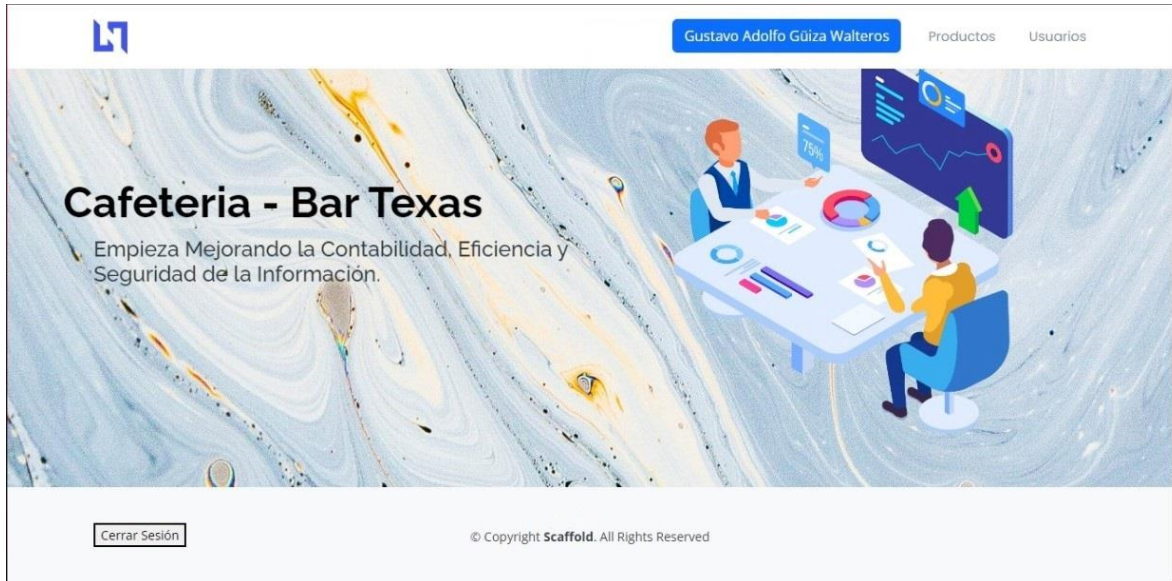 Gustavo Adolfo Güiza Walteros
Productos
Usuarios
75%
Cafeteria - Bar Texas
Empieza Mejorando la Contabilidad, Eficiencia y
Seguridad de la Información.
Cerrar Sesión
© Copyright Scaffold. All Rights Reserved